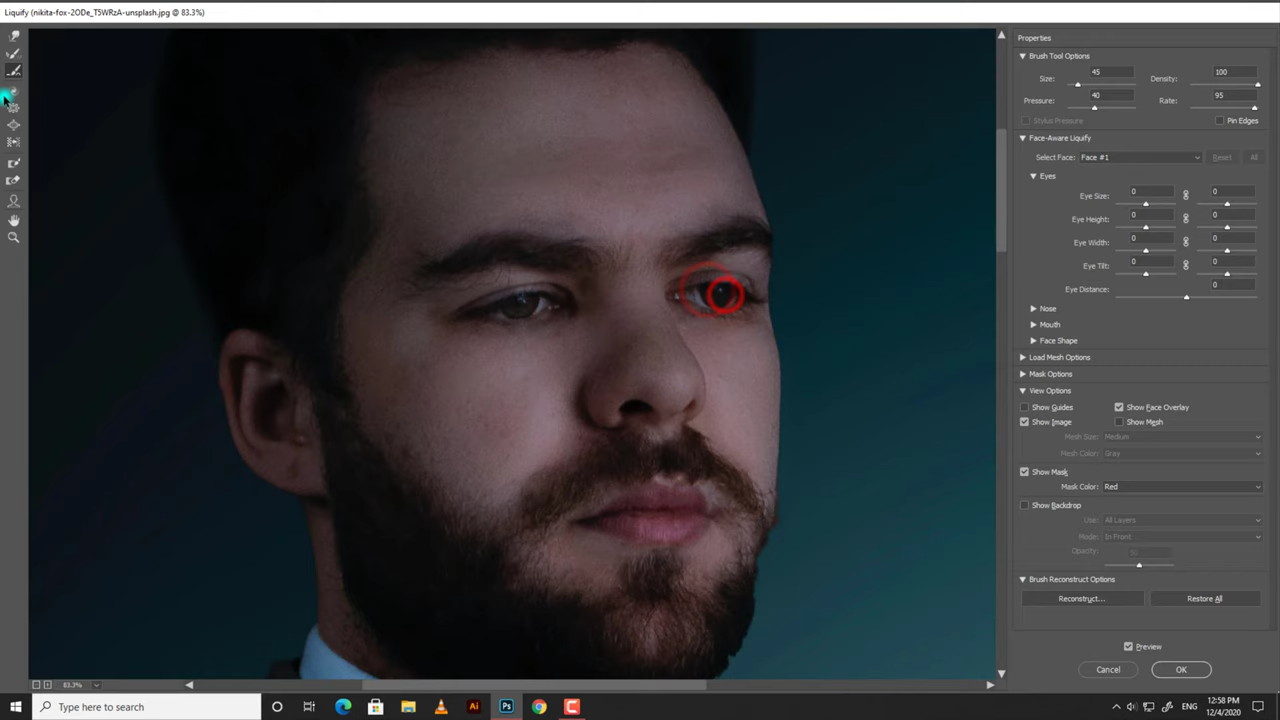 Liquify (nikita-fox-2ODe_T5WRzA-unsplash.jpg @ 83.3%)
Properties
Brush Tool Options
Size: 45 Density: 100
Pressure: 40 Rate: 95
Stylus Pressure Pin Edges
Face-Aware Liquify
Select Face: Face #1 Reset All
Eyes
Eye Size: 0 0
Eye Height: 0 0
Eye Width: 0 0
Eye Tilt: 0 0
Eye Distance: 0
Nose
Mouth
Face Shape
Load Mesh Options
Mask Options
View Options
Show Guides Show Face Overlay
Show Image Show Mesh
Mesh Size: Medium
Mesh Color: Gray
Show Mask
Mask Color: Red
Show Backdrop
Use: All Layers
Mode: In Front
Opacity: 50
Brush Reconstruct Options
Reconstruct... Restore All
Preview
Cancel OK
83.3%
Type here to search
Ai Ps
ENG
12:58 PM
12/4/2020